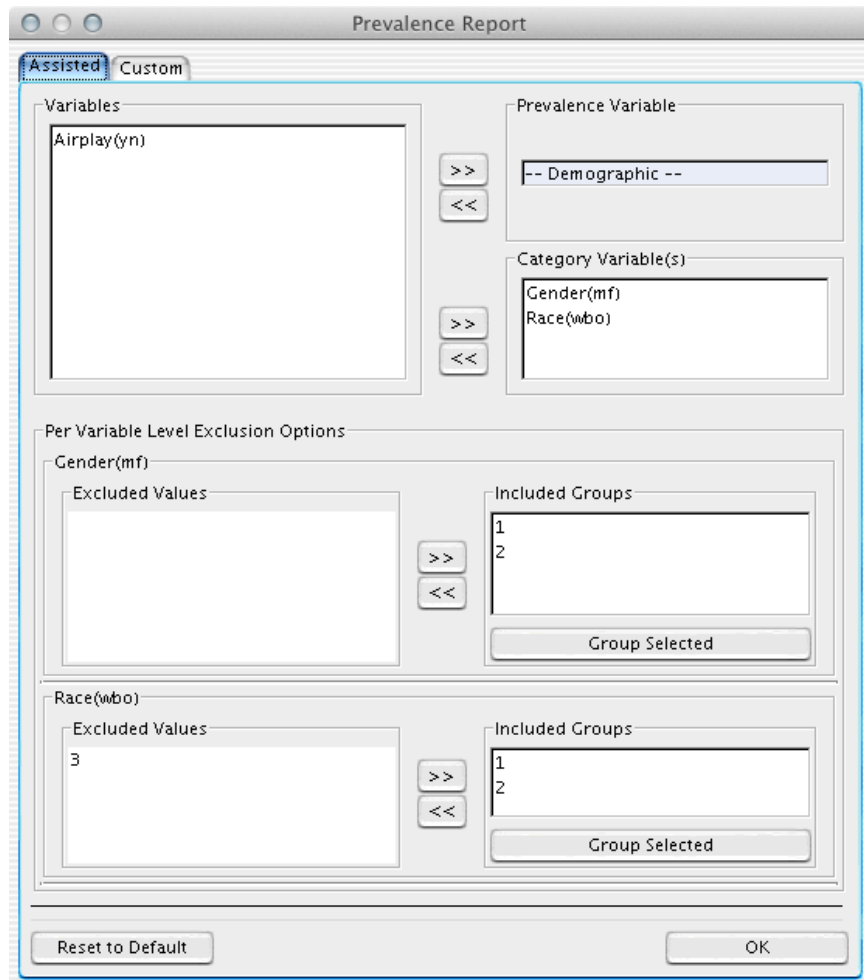 Prevalence Report
Assisted Custom
Variables
Airplay(yn)
>>
<<
>>
<<
Prevalence Variable
-- Demographic --
Category Variable(s)
Gender(mf)
Race(wbo)
Per Variable Level Exclusion Options
Gender(mf)
Excluded Values
>>
<<
Included Groups
1
2
Group Selected
Race(wbo)
Excluded Values
3
>>
<<
Included Groups
1
2
Group Selected
Reset to Default
OK